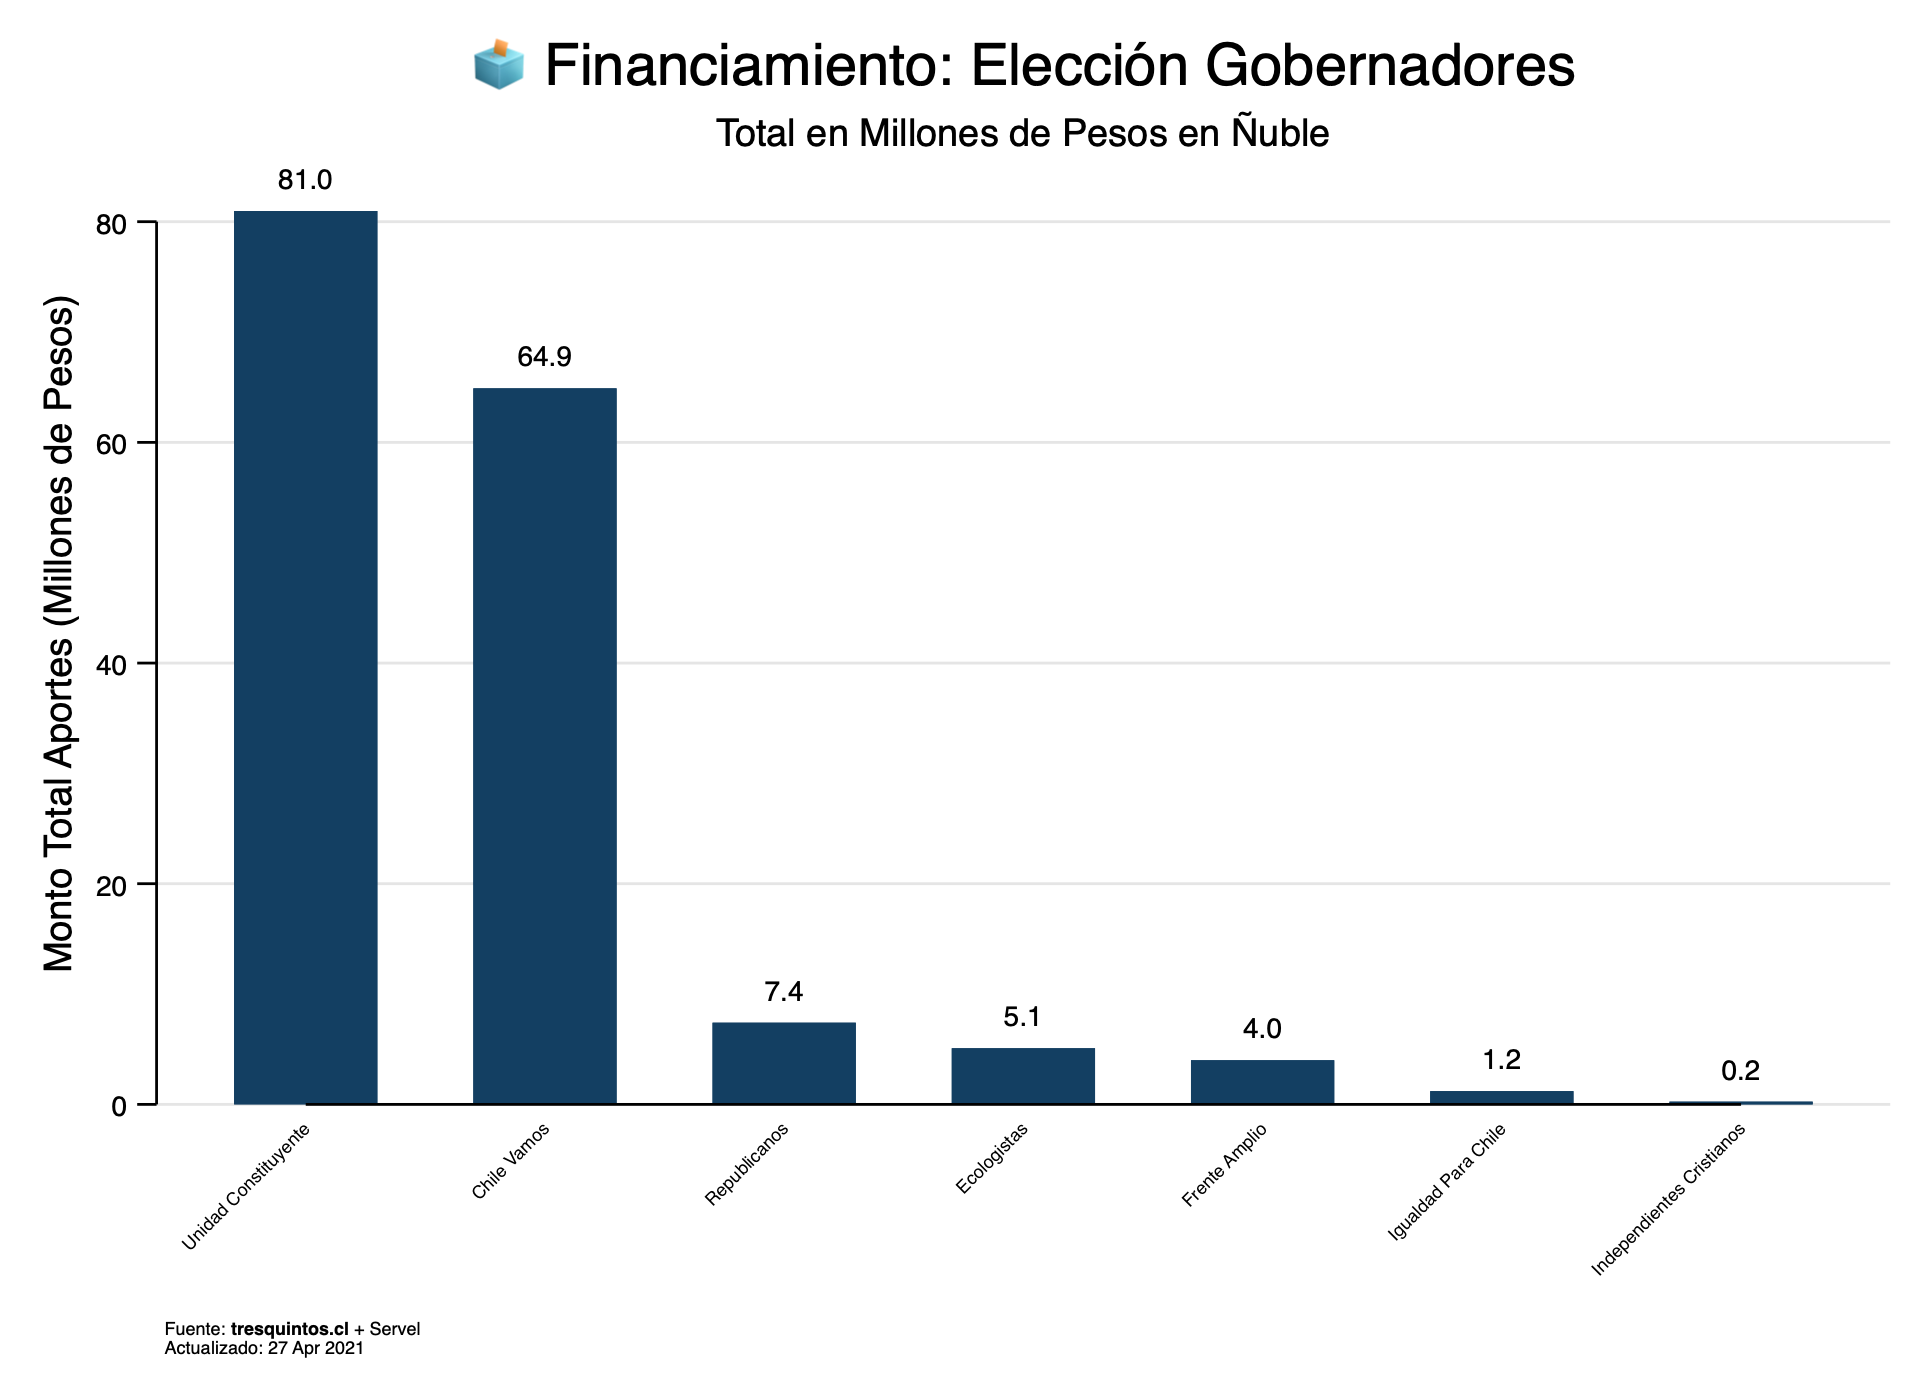 Financiamiento: Elección Gobernadores
Total en Millones de Pesos en Ñuble
Monto Total Aportes (Millones de Pesos)
80
60
40
20
0
81.0
64.9
7.4
5.1
4.0
1.2
0.2
Unidad Constituyente
Chile Vamos
Republicanos
Ecologistas
Frente Amplio
Igualdad Para Chile
Independientes Cristianos
Fuente: tresquintos.cl + Servel
Actualizado: 27 Apr 2021